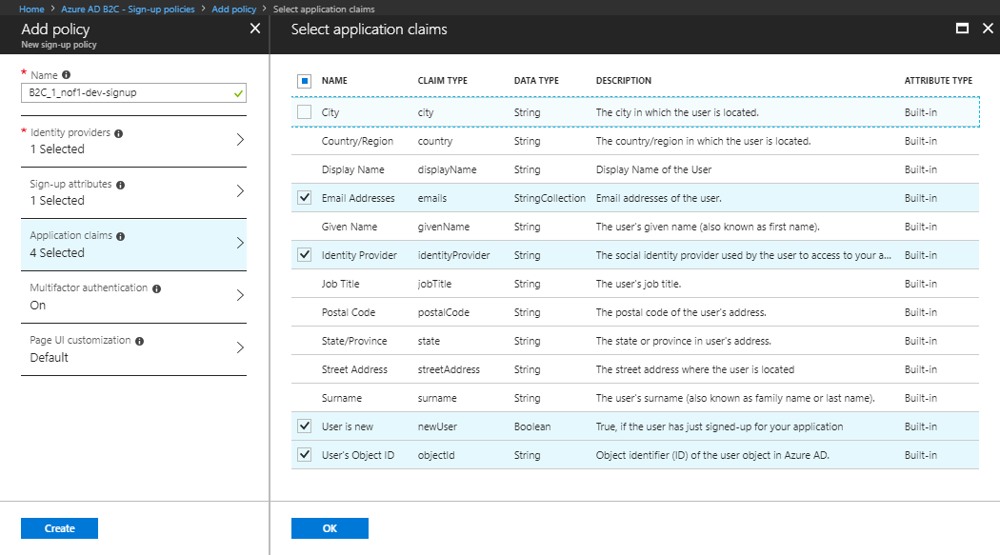 Home > Azure AD B2C - Sign-up policies > Add policy > Select application claims
Add policy
New sign-up policy
* Name
B2C_1_nof1-dev-signup
* Identity providers
1 Selected
Sign-up attributes
1 Selected
Application claims
4 Selected
Multifactor authentication
On
Page UI customization
Default
Create
Select application claims
NAME CLAIM TYPE DATA TYPE DESCRIPTION ATTRIBUTE TYPE
City city String The city in which the user is located. Built-in
Country/Region country String The country/region in which the user is located. Built-in
Display Name displayName String Display Name of the User Built-in
Email Addresses emails StringCollection Email addresses of the user. Built-in
Given Name givenName String The user's given name (also known as first name). Built-in
Identity Provider identityProvider String The social identity provider used by the user to access to your a... Built-in
Job Title jobTitle String The user's job title. Built-in
Postal Code postalCode String The postal code of the user's address. Built-in
State/Province state String The state or province in user's address. Built-in
Street Address streetAddress String The street address where the user is located Built-in
Surname surname String The user's surname (also known as family name or last name). Built-in
User is new newUser Boolean True, if the user has just signed-up for your application Built-in
User's Object ID objectId String Object identifier (ID) of the user object in Azure AD. Built-in
OK